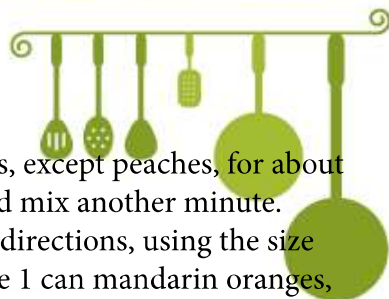 s, except peaches, for about
d mix another minute.
directions, using the size
e 1 can mandarin oranges,